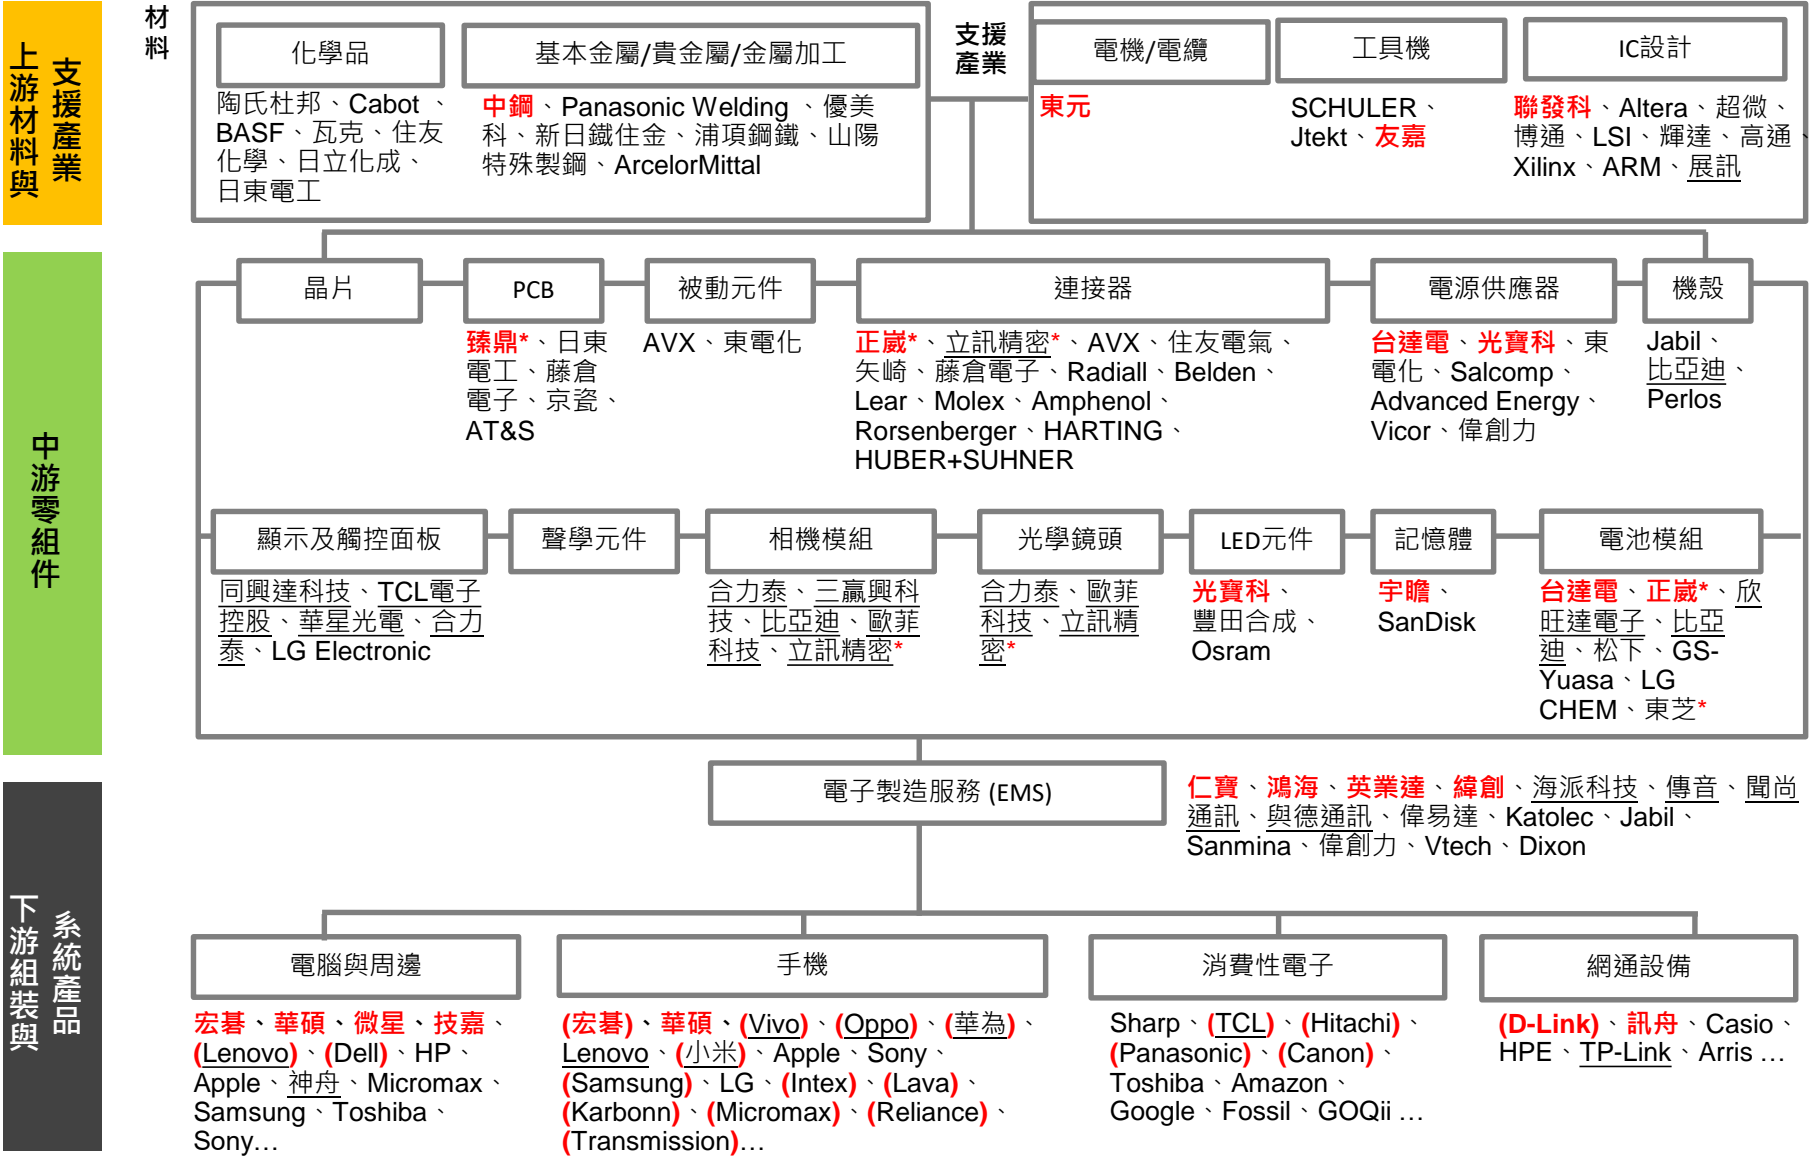 上游材料與
支援產業
材料
化學品
陶氏杜邦、Cabot、
BASF、瓦克、住友
化學、日立化成、
日東電工
基本金屬/貴金屬/金屬加工
中鋼、Panasonic Welding、優美
科、新日鐵住金、浦項鋼鐵、山陽
特殊製鋼、ArcelorMittal
支援
產業
電機/電纜
東元
工具機
SCHULER、
Jtekt、友嘉
IC設計
聯發科、Altera、超微、
博通、LSI、輝達、高通、
Xilinx、ARM、展訊
中游零組件
晶片
PCB
臻鼎*、日東
電工、藤倉
電子、京瓷、
AT&S
被動元件
AVX、東電化
連接器
正崴*、立訊精密*、AVX、住友電氣、
矢崎、藤倉電子、Radiall、Belden、
Lear、Molex、Amphenol、
Rorsenberger、HARTING、
HUBER+SUHNER
電源供應器
台達電、光寶科、東
電化、Salcomp、
Advanced Energy、
Vicor、偉創力
機殼
Jabil、
比亞迪、
Perlos
顯示及觸控面板
同興達科技、TCL電子
控股、華星光電、合力
泰、LG Electronic
聲學元件
相機模組
合力泰、三贏興科
技、比亞迪、歐菲
科技、立訊精密*
光學鏡頭
合力泰、歐菲
科技、立訊精
密*
LED元件
光寶科、
豐田合成、
Osram
記憶體
宇瞻、
SanDisk
電池模組
台達電、正崴*、欣
旺達電子、比亞
迪、松下、GS-
Yuasa、LG
CHEM、東芝*
下游組裝與
系統產品
電子製造服務 (EMS)
仁寶、鴻海、英業達、緯創、海派科技、傳音、聞尚
通訊、與德通訊、偉易達、Katolec、Jabil、
Sanmina、偉創力、Vtech、Dixon
電腦與周邊
宏碁、華碩、微星、技嘉、
(Lenovo)、(Dell)、HP、
Apple、神舟、Micromax、
Samsung、Toshiba、
Sony…
手機
(宏碁)、華碩、(Vivo)、(Oppo)、(華為)、
Lenovo、(小米)、Apple、Sony、
(Samsung)、LG、(Intex)、(Lava)、
(Karbonn)、(Micromax)、(Reliance)、
(Transmission)…
消費性電子
Sharp、(TCL)、(Hitachi)、
(Panasonic)、(Canon)、
Toshiba、Amazon、
Google、Fossil、GOQii …
網通設備
(D-Link)、訊舟、Casio、
HPE、TP-Link、Arris …